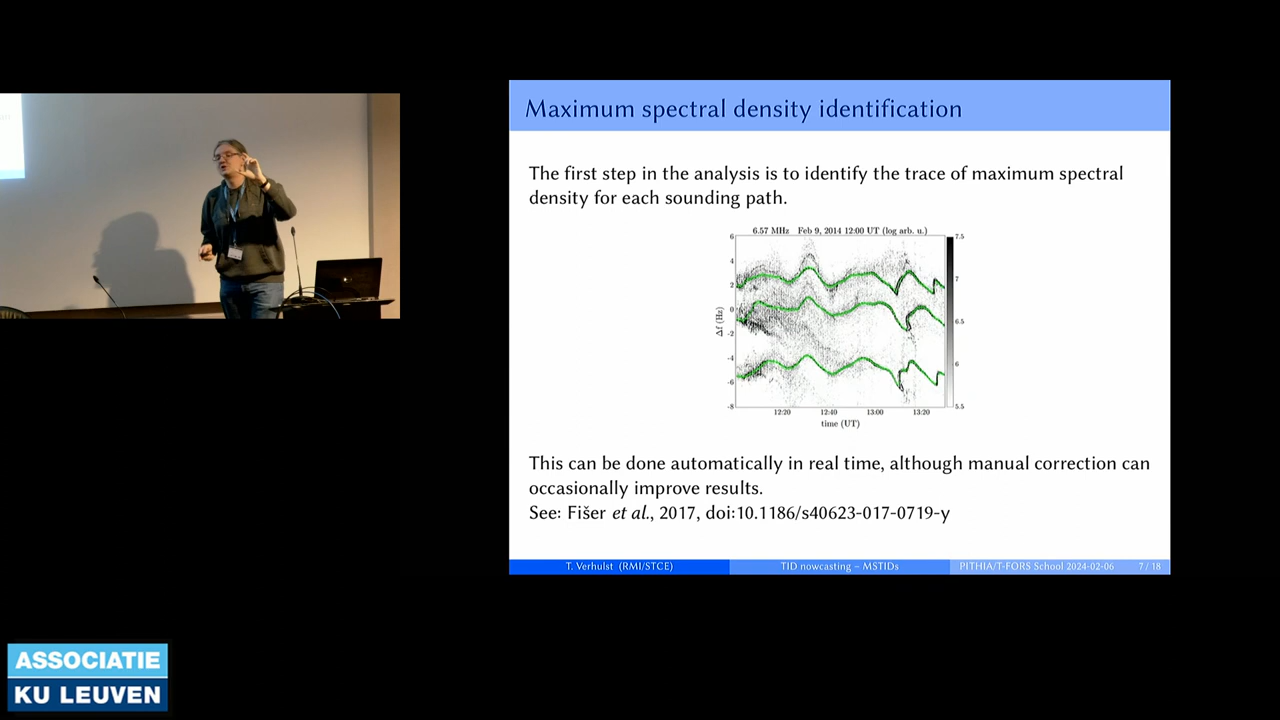 Maximum spectral density identification
The first step in the analysis is to identify the trace of maximum spectral
density for each sounding path.
6.57 MHz Feb 9, 2014 12:00 UT (log arb. u.)
6
4
2
0
-2
-4
-6
-8
Δf (Hz)
12:20 12:40 13:00 13:20
time (UT)
7.5
7
6.5
6
5.5
This can be done automatically in real time, although manual correction can
occasionally improve results.
See: Fišer et al., 2017, doi:10.1186/s40623-017-0719-y
T. Verhulst (RMI/STCE) TID nowcasting – MSTIDs PITHIA/T-FORS School 2024-02-06 7 / 18
ASSOCIATIE
KU LEUVEN